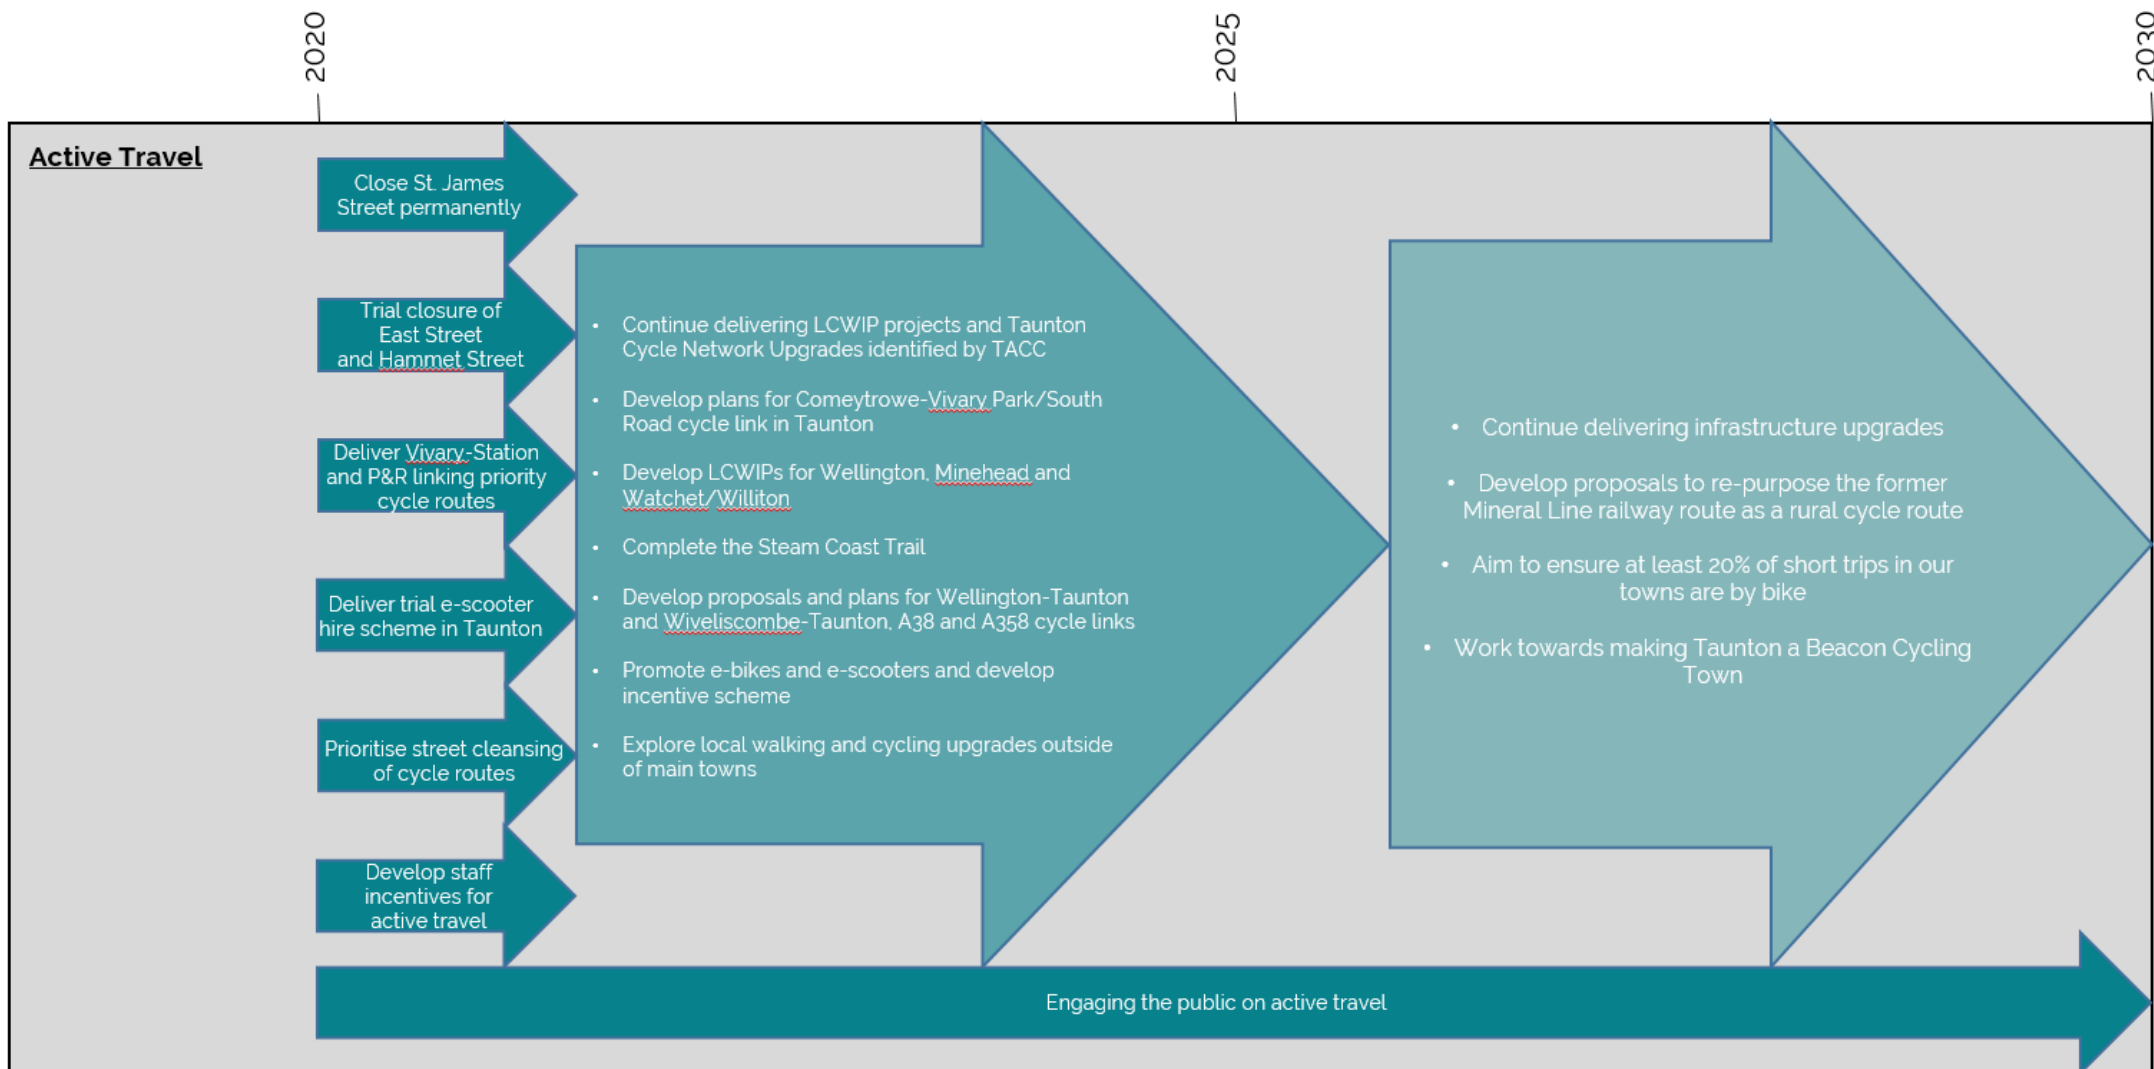 2020
2025
2030
Active Travel
Close St. James
Street permanently
Trial closure of
East Street
and Hammet Street
Deliver Vivary-Station
and P&R linking priority
cycle routes
Deliver trial e-scooter
hire scheme in Taunton
Prioritise street cleansing
of cycle routes
Develop staff
incentives for
active travel
• Continue delivering LCWIP projects and Taunton
Cycle Network Upgrades identified by TACC
• Develop plans for Comeytrowe-Vivary Park/South
Road cycle link in Taunton
• Develop LCWIPs for Wellington, Minehead and
Watchet/Williton
• Complete the Steam Coast Trail
• Develop proposals and plans for Wellington-Taunton
and Wiveliscombe-Taunton, A38 and A358 cycle links
• Promote e-bikes and e-scooters and develop
incentive scheme
• Explore local walking and cycling upgrades outside
of main towns
• Continue delivering infrastructure upgrades
• Develop proposals to re-purpose the former
Mineral Line railway route as a rural cycle route
• Aim to ensure at least 20% of short trips in our
towns are by bike
• Work towards making Taunton a Beacon Cycling
Town
Engaging the public on active travel